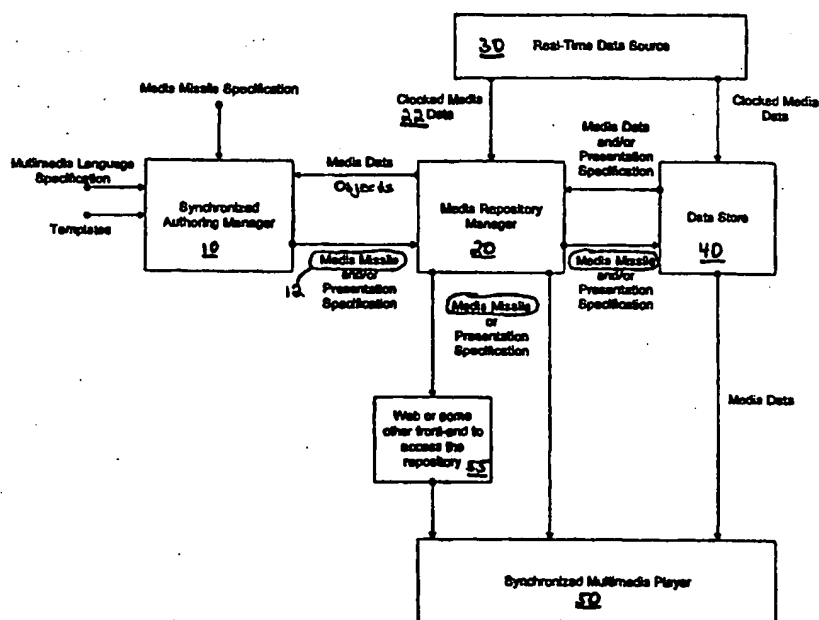 30 Real-Time Data Source
Media Missile Specification
Clocked Media
22 Data
Clocked Media
Data
Media Data
and/or
Presentation
Specification
Multimedia Language
Specification
Templates
Synchronized
Authoring Manager
10
Media Data
Objects
Media Repository
Manager
20
Data Store
40
12
Media Missile
and/or
Presentation
Specification
Media Missile
and/or
Presentation
Specification
Media Missile
or
Presentation
Specification
Media Data
Web or some
other front-end to
access the
repository 55
Synchronized Multimedia Player
50